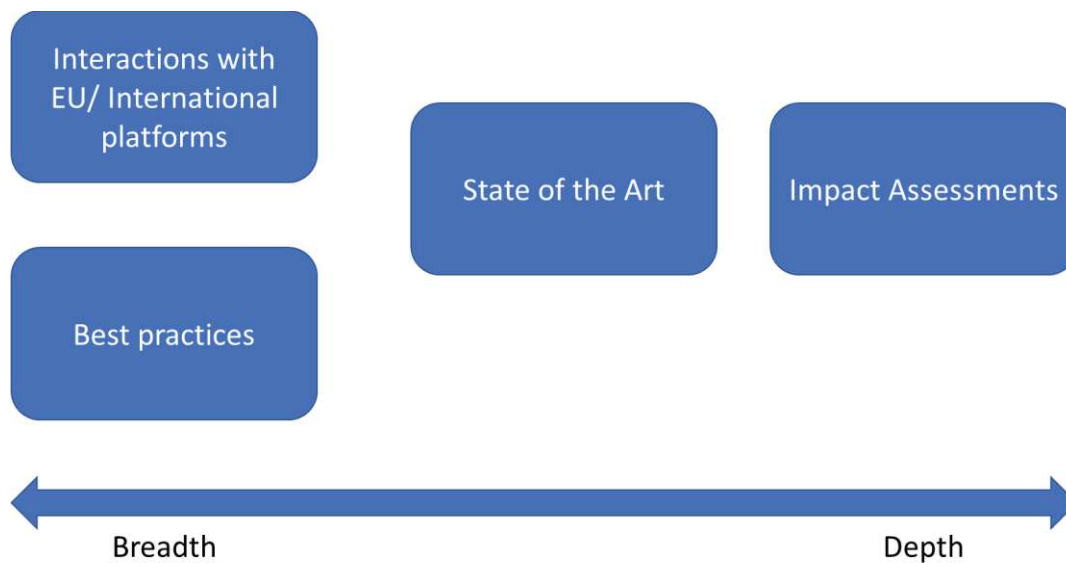 Interactions with
EU/ International
platforms
State of the Art
Impact Assessments
Best practices
Breadth
Depth